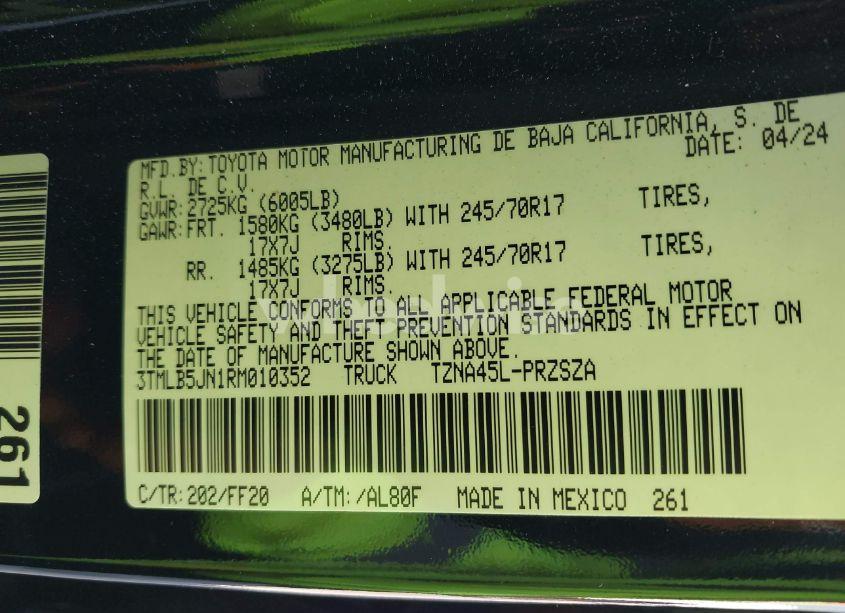 MFD.BY:TOYOTA MOTOR MANUFACTURING DE BAJA CALIFORNIA, S. DE
R.L. DE C.V. DATE: 04/24
GVWR:2725KG (6005LB)
GAWR:FRT. 1580KG (3480LB) WITH 245/70R17 TIRES,
17X7J RIMS.
RR. 1485KG (3275LB) WITH 245/70R17 TIRES,
17X7J RIMS.
THIS VEHICLE CONFORMS TO ALL APPLICABLE FEDERAL MOTOR
VEHICLE SAFETY AND THEFT PREVENTION STANDARDS IN EFFECT ON
THE DATE OF MANUFACTURE SHOWN ABOVE.
3TMLB5JN1RM010352 TRUCK TZNA45L-PRZSZA
C/TR:202/FF20 A/TM:/AL80F MADE IN MEXICO 261
261